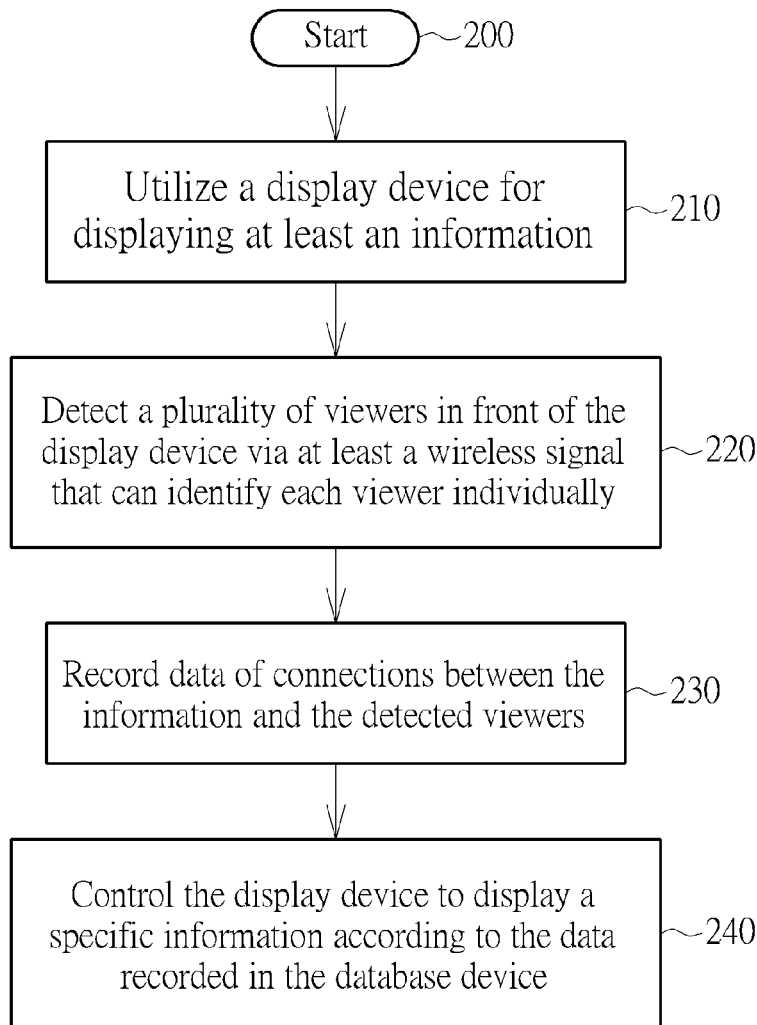 Start
200
Utilize a display device for
displaying at least an information
210
Detect a plurality of viewers in front of the
display device via at least a wireless signal
that can identify each viewer individually
220
Record data of connections between the
information and the detected viewers
230
Control the display device to display a
specific information according to the data
recorded in the database device
240